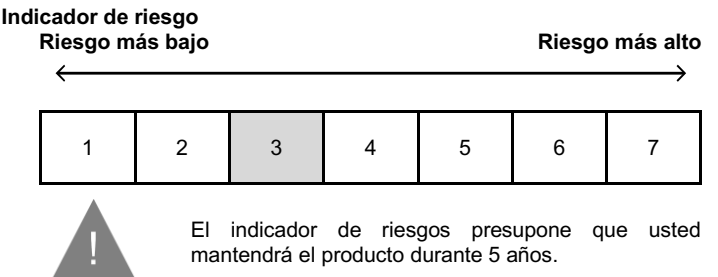 Indicador de riesgo
Riesgo más bajo Riesgo más alto
1 2 3 4 5 6 7
!
El indicador de riesgos presupone que usted
mantendrá el producto durante 5 años.